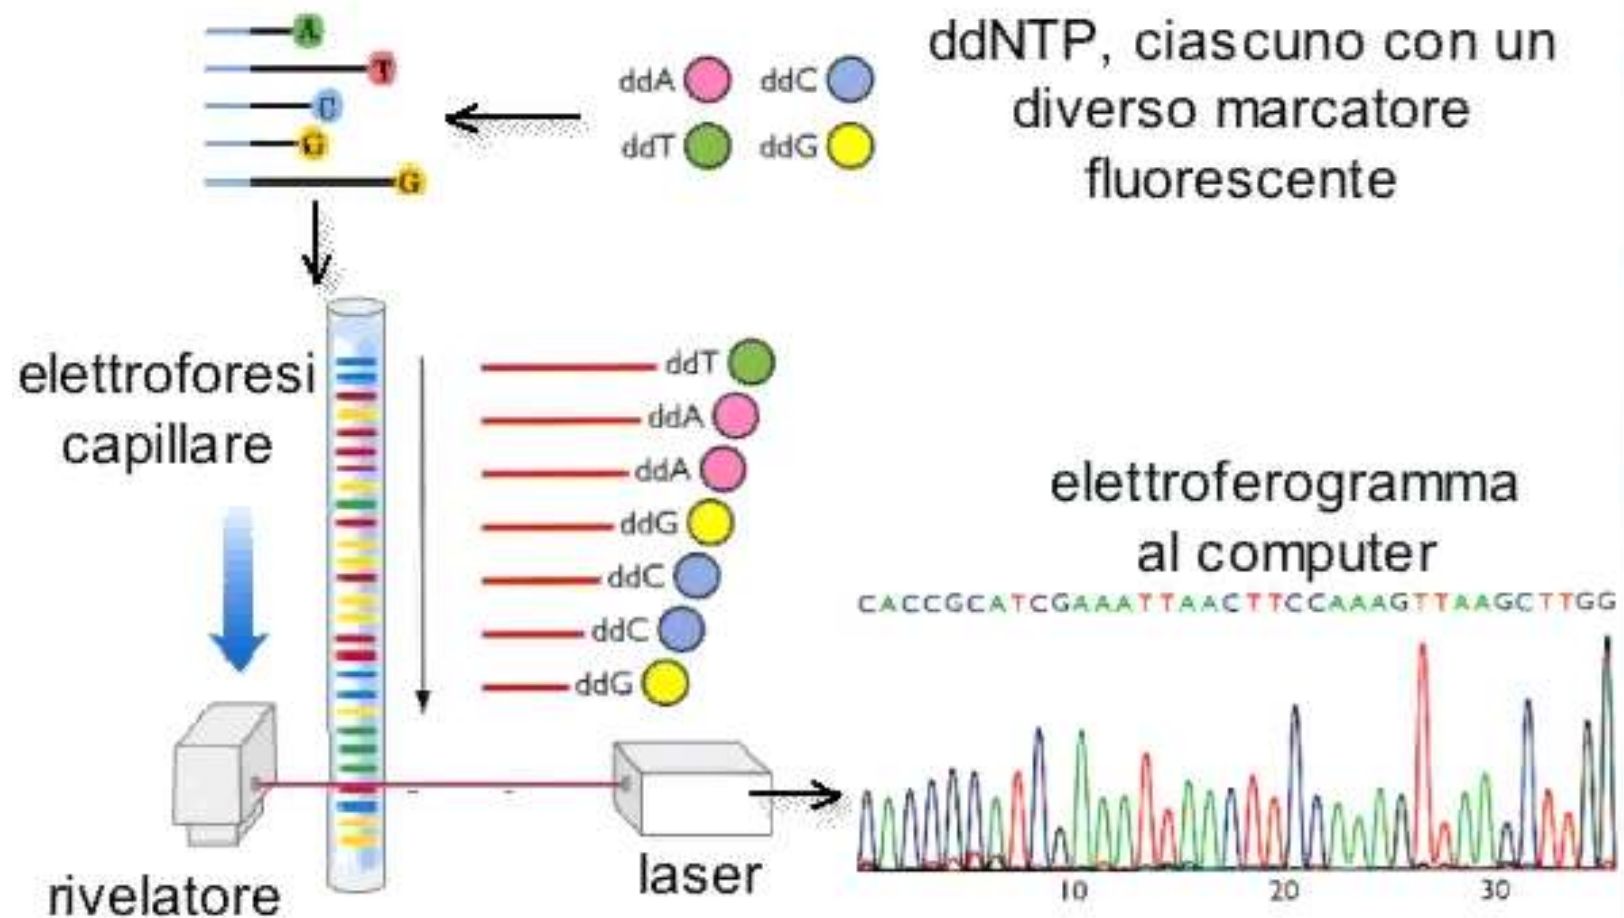 A
T
C
G
G
ddA ddC
ddT ddG
ddNTP, ciascuno con un
diverso marcatore
fluorescente
elettroforesi
capillare
ddT
ddA
ddA
ddG
ddC
ddC
ddG
elettroferogramma
al computer
CACCGCATCGAAATTAACTTCCAAAGTTAAGCTTGG
10 20 30
rivelatore
laser